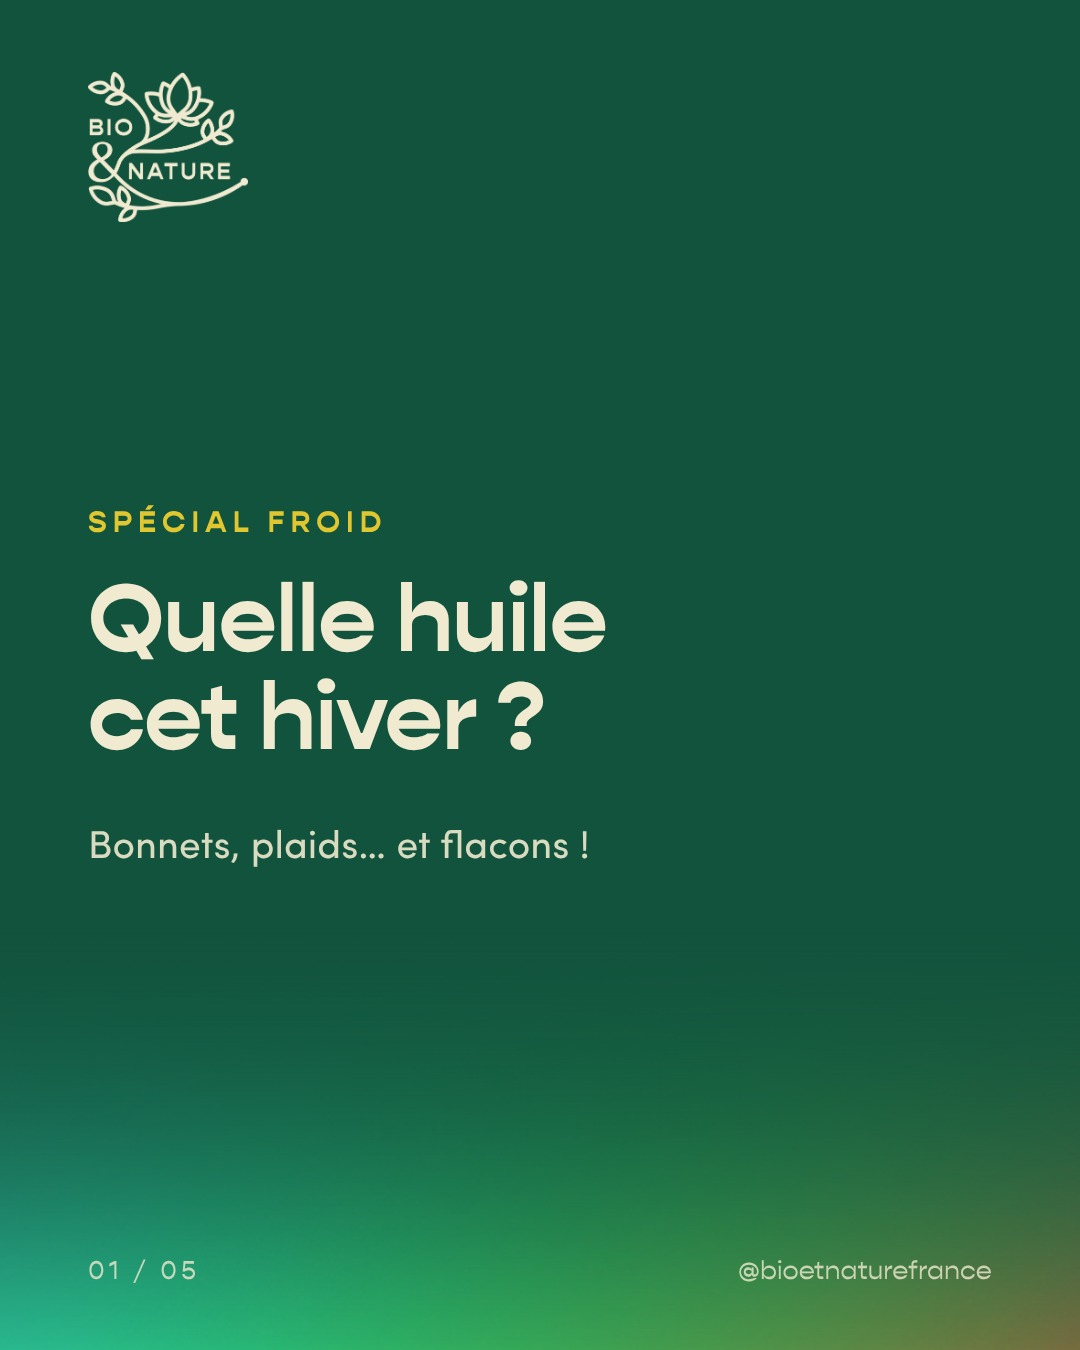 BIO
& NATURE
SPÉCIAL FROID
Quelle huile
cet hiver ?
Bonnets, plaids... et flacons !
01 / 05
@bioetnaturefrance